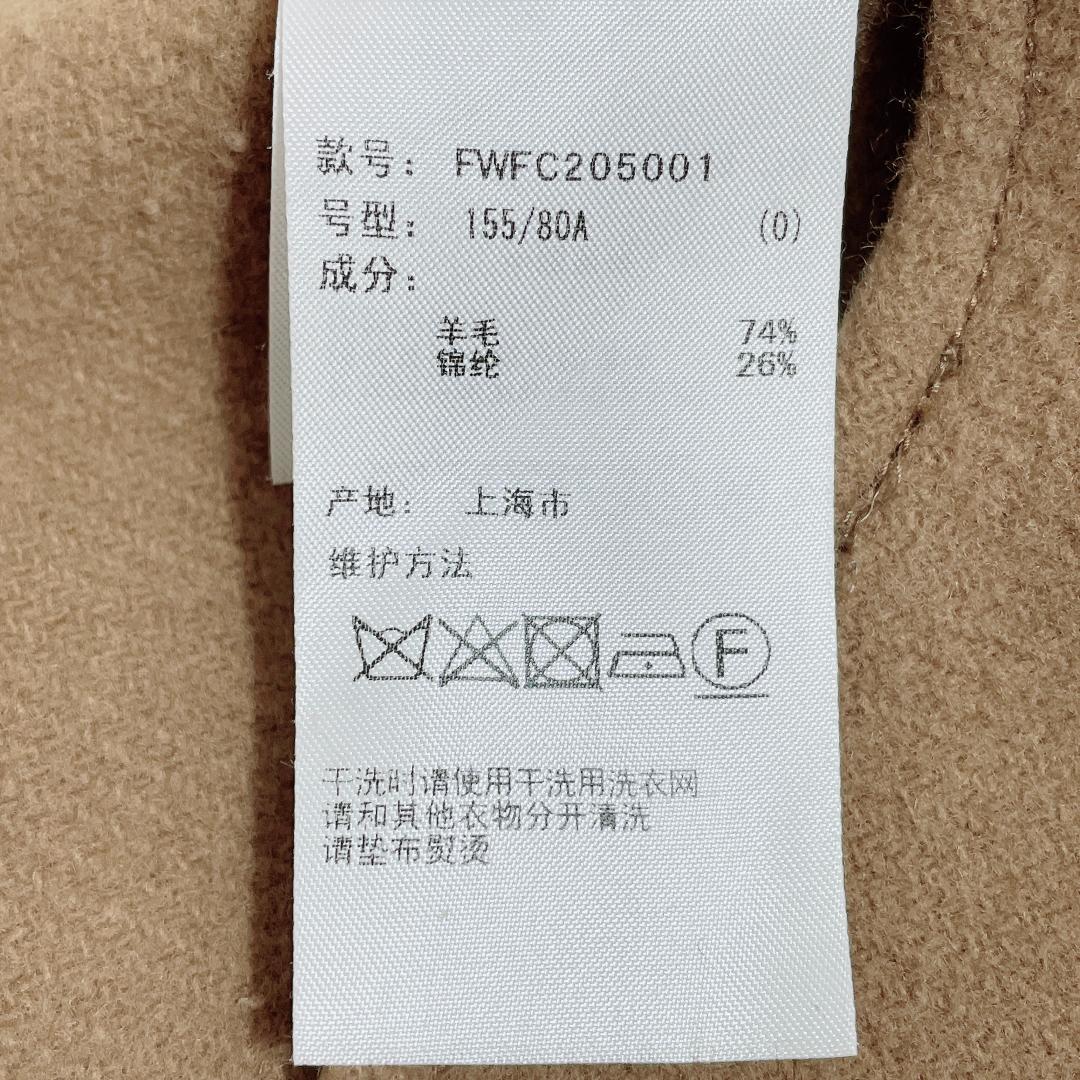 款号： FWFC205001
号型： 155/80A (0)
成分：
羊毛 74%
锦纶 26%
产地： 上海市
维护方法
F
干洗时请使用干洗用洗衣网
请和其他衣物分开清洗
请垫布熨烫